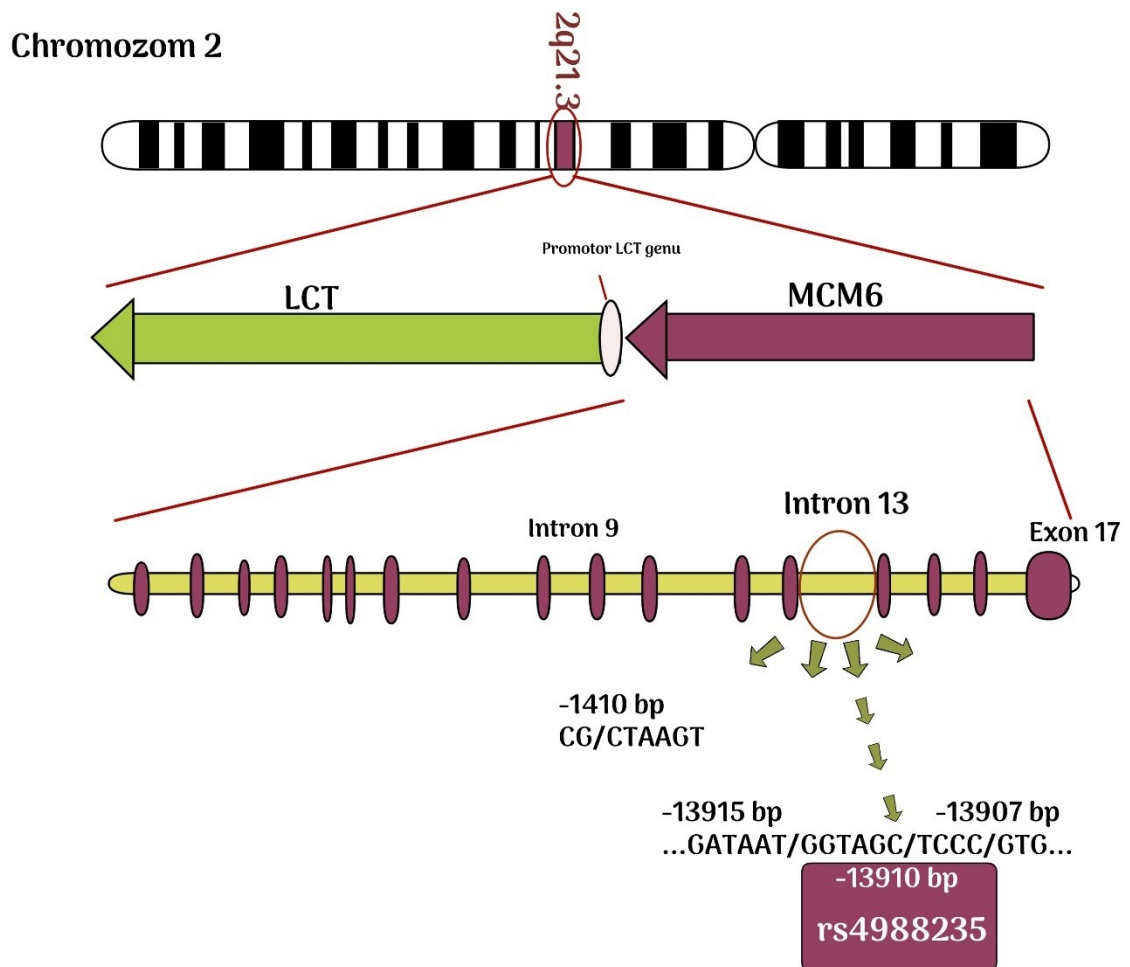 Chromozom 2
2q21.3
Promotor LCT genu
LCT
MCM6
Intron 13
Intron 9
Exon 17
-1410 bp
CG/CTAAGT
-13915 bp
-13907 bp
...GATAAT/GGTAGC/TCCC/GTG...
-13910 bp
rs4988235